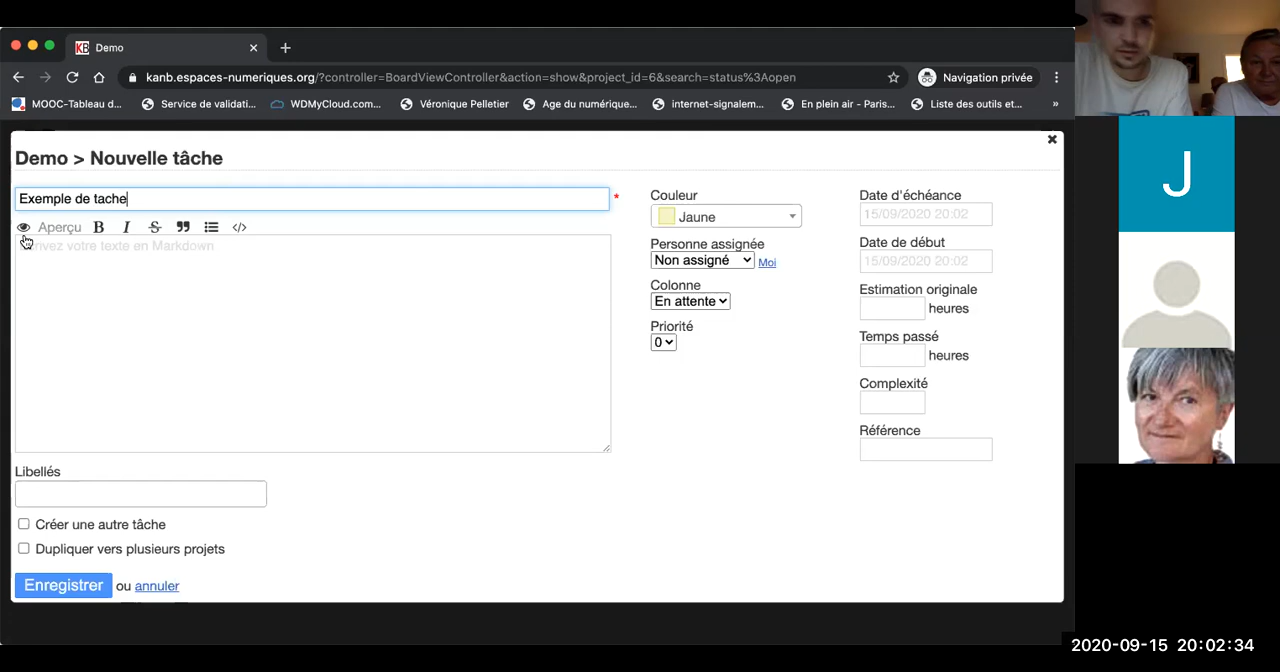 Demo
kanb.espaces-numeriques.org/?controller=BoardViewController&action=show&project_id=6&search=status%3Aopen
Navigation privée
MOOC-Tableau d...
Service de validati...
WDMyCloud.com...
Véronique Pelletier
Age du numérique...
internet-signalem...
En plein air - Paris...
Liste des outils et...
»
Demo > Nouvelle tâche
Exemple de tache
*
Aperçu B I S </>
ivez votre texte en Markdown
Libellés
Créer une autre tâche
Dupliquer vers plusieurs projets
Enregistrer ou annuler
Couleur
Jaune
Personne assignée
Non assigné Moi
Colonne
En attente
Priorité
0
Date d'échéance
15/09/2020 20:02
Date de début
15/09/2020 20:02
Estimation originale
heures
Temps passé
heures
Complexité
Référence
J
2020-09-15 20:02:34